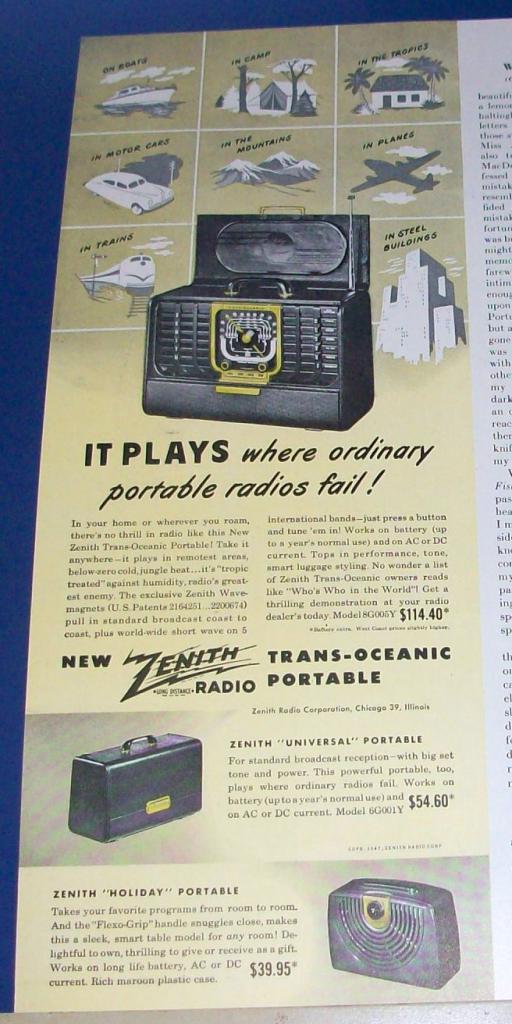 ON BOATS
IN CAMP
IN THE TROPICS
IN MOTOR CARS
IN THE
MOUNTAINS
IN PLANES
IN TRAINS
IN STEEL
BUILDINGS
IT PLAYS where ordinary
portable radios fail!
In your home or wherever you roam,
there's no thrill in radio like this New
Zenith Trans-Oceanic Portable! Take it
anywhere—it plays in remotest areas,
below-zero cold, jungle heat...it's "tropic
treated" against humidity, radio's great-
est enemy. The exclusive Zenith Wave-
magnets (U.S. Patents 2164251...2200674)
pull in standard broadcast coast to
coast, plus world-wide short wave on 5
international bands—just press a button
and tune 'em in! Works on battery (up
to a year's normal use) and on AC or DC
current. Tops in performance, tone,
smart luggage styling. No wonder a list
of Zenith Trans-Oceanic owners reads
like "Who's Who in the World"! Get a
thrilling demonstration at your radio
dealer's today. Model 8G005Y $114.40*
*Battery extra. West Coast prices slightly higher.
NEW ZENITH TRANS-OCEANIC
•LONG DISTANCE• RADIO PORTABLE
Zenith Radio Corporation, Chicago 39, Illinois
ZENITH "UNIVERSAL" PORTABLE
For standard broadcast reception—with big set
tone and power. This powerful portable, too,
plays where ordinary radios fail. Works on
battery (up to a year's normal use) and $54.60*
on AC or DC current. Model 6G001Y
COPR. 1947, ZENITH RADIO CORP.
ZENITH "HOLIDAY" PORTABLE
Takes your favorite programs from room to room.
And the "Flexo-Grip" handle snuggles close, makes
this a sleek, smart table model for any room! De-
lightful to own, thrilling to give or receive as a gift.
Works on long life battery, AC or DC $39.95*
current. Rich maroon plastic case.